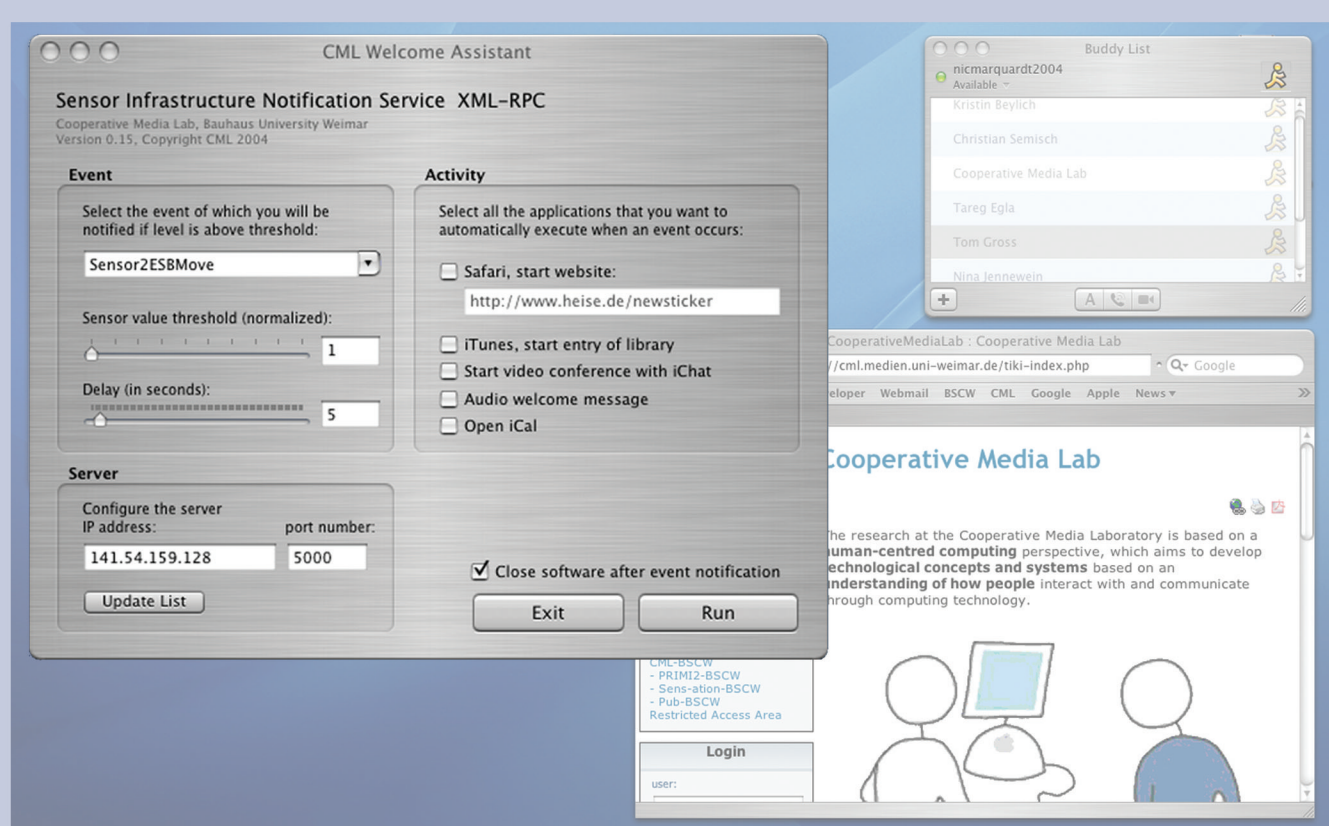 CML Welcome Assistant
Sensor Infrastructure Notification Service XML-RPC
Cooperative Media Lab, Bauhaus University Weimar
Version 0.15, Copyright CML 2004
Event
Select the event of which you will be
notified if level is above threshold:
Sensor2ESBMove
Sensor value threshold (normalized):
1
Delay (in seconds):
5
Activity
Select all the applications that you want to
automatically execute when an event occurs:
Safari, start website:
http://www.heise.de/newsticker
iTunes, start entry of library
Start video conference with iChat
Audio welcome message
Open iCal
Server
Configure the server
IP address: port number:
141.54.159.128 5000
Update List
Close software after event notification
Exit Run
Buddy List
nicmarquardt2004
Available
Kristin Beylich
Christian Semisch
Cooperative Media Lab
Tareg Egla
Tom Gross
Nina Jennewein
A
CooperativeMediaLab : Cooperative Media Lab
//cml.medien.uni-weimar.de/tiki-index.php Google
eloper Webmail BSCW CML Google Apple News
Cooperative Media Lab
The research at the Cooperative Media Laboratory is based on a
human-centred computing perspective, which aims to develop
technological concepts and systems based on an
understanding of how people interact with and communicate
through computing technology.
CML-BSCW
- PRIMI2-BSCW
- Sens-ation-BSCW
- Pub-BSCW
Restricted Access Area
Login
user: